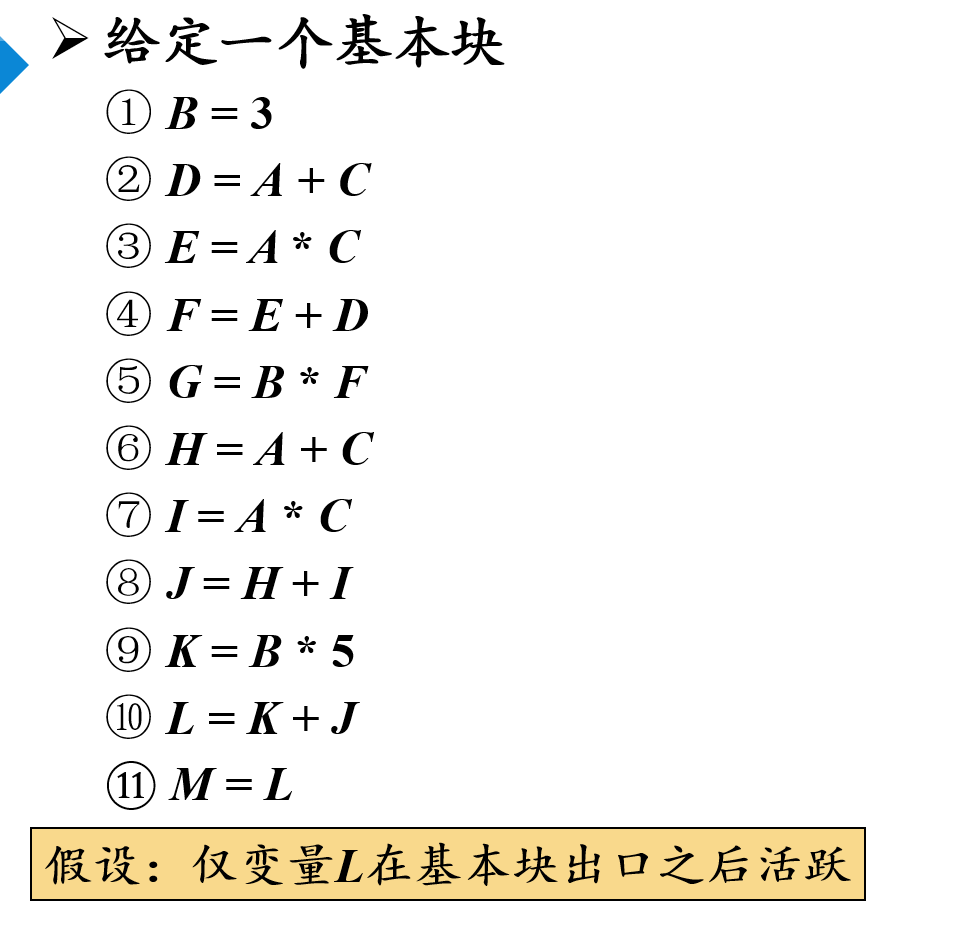 ➢ 给定一个基本块
① B = 3
② D = A + C
③ E = A * C
④ F = E + D
⑤ G = B * F
⑥ H = A + C
⑦ I = A * C
⑧ J = H + I
⑨ K = B * 5
⑩ L = K + J
⑪ M = L
假设：仅变量L在基本块出口之后活跃